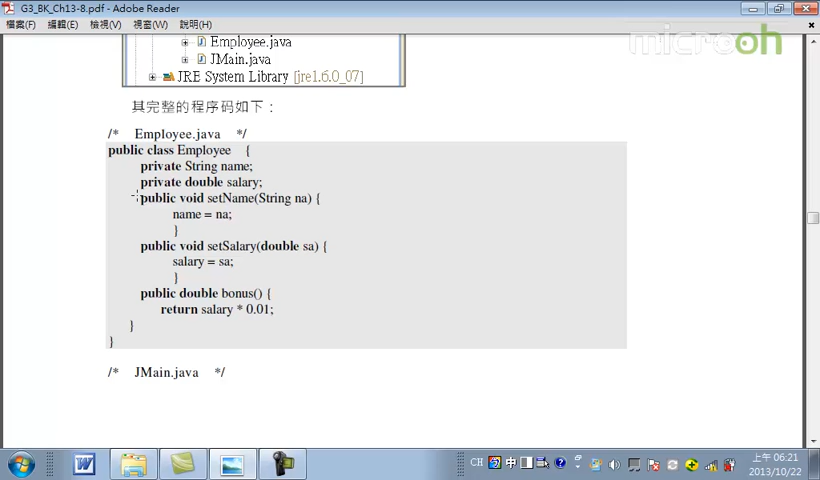 G3_BK_Ch13-8.pdf - Adobe Reader
檔案(F) 編輯(E) 檢視(V) 視窗(W) 說明(H)
microoh
Employee.java
JMain.java
JRE System Library [jre1.6.0_07]
其完整的程序码如下：
/* Employee.java */
public class Employee {
private String name;
private double salary;
public void setName(String na) {
name = na;
}
public void setSalary(double sa) {
salary = sa;
}
public double bonus() {
return salary * 0.01;
}
}
/* JMain.java */
CH 中
上午 06:21
2013/10/22